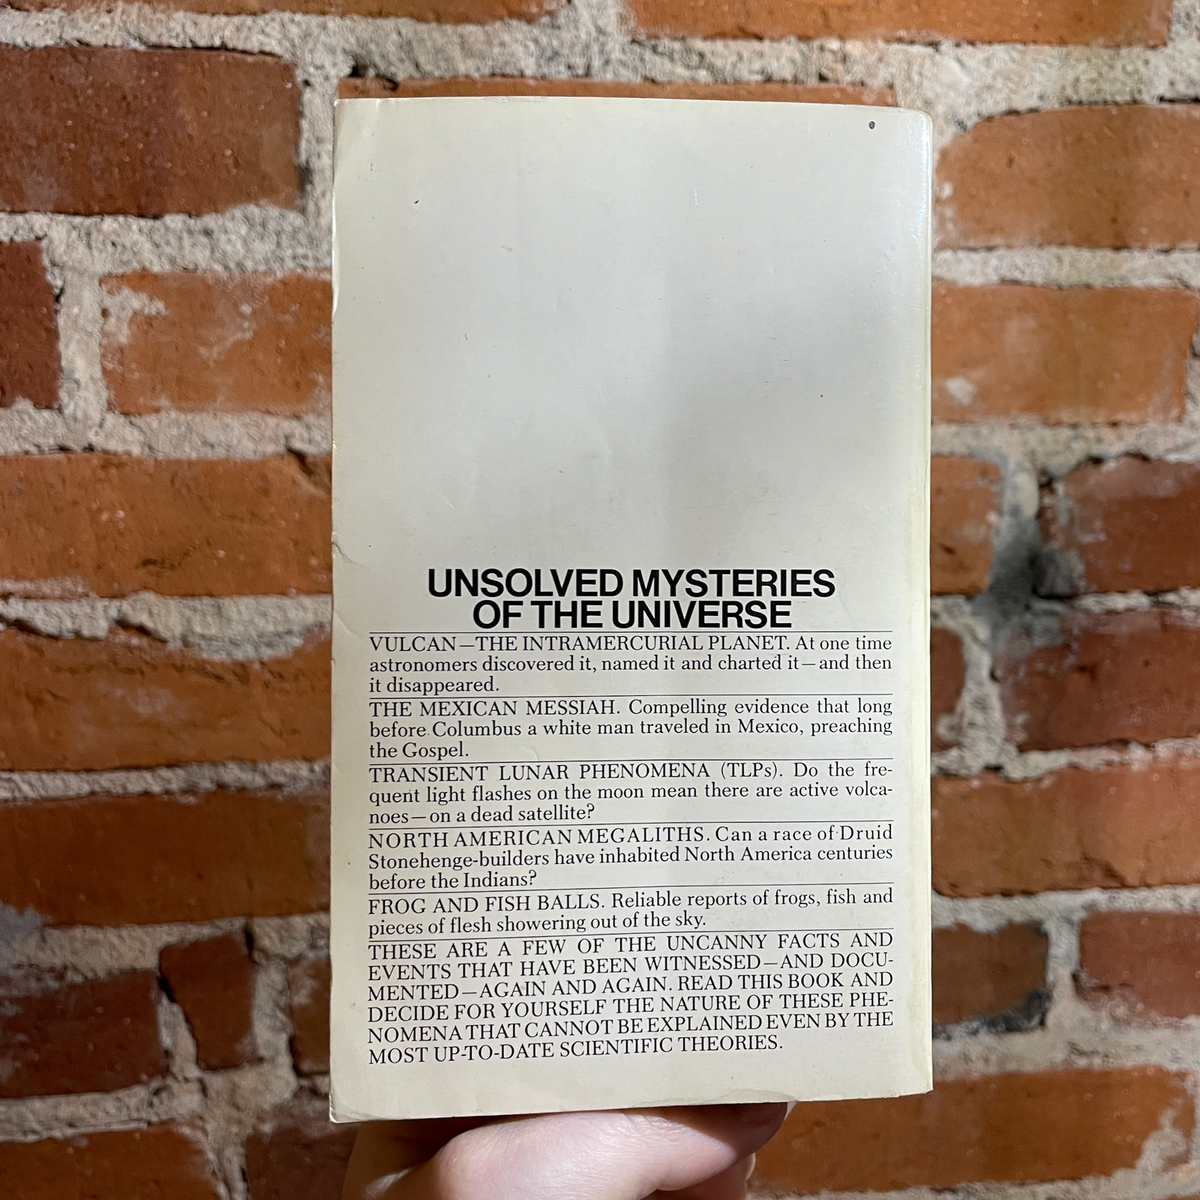 UNSOLVED MYSTERIES
OF THE UNIVERSE
VULCAN—THE INTRAMERCURIAL PLANET. At one time
astronomers discovered it, named it and charted it—and then
it disappeared.
THE MEXICAN MESSIAH. Compelling evidence that long
before Columbus a white man traveled in Mexico, preaching
the Gospel.
TRANSIENT LUNAR PHENOMENA (TLPs). Do the fre-
quent light flashes on the moon mean there are active volca-
noes—on a dead satellite?
NORTH AMERICAN MEGALITHS. Can a race of Druid
Stonehenge-builders have inhabited North America centuries
before the Indians?
FROG AND FISH BALLS. Reliable reports of frogs, fish and
pieces of flesh showering out of the sky.
THESE ARE A FEW OF THE UNCANNY FACTS AND
EVENTS THAT HAVE BEEN WITNESSED—AND DOCU-
MENTED—AGAIN AND AGAIN. READ THIS BOOK AND
DECIDE FOR YOURSELF THE NATURE OF THESE PHE-
NOMENA THAT CANNOT BE EXPLAINED EVEN BY THE
MOST UP-TO-DATE SCIENTIFIC THEORIES.